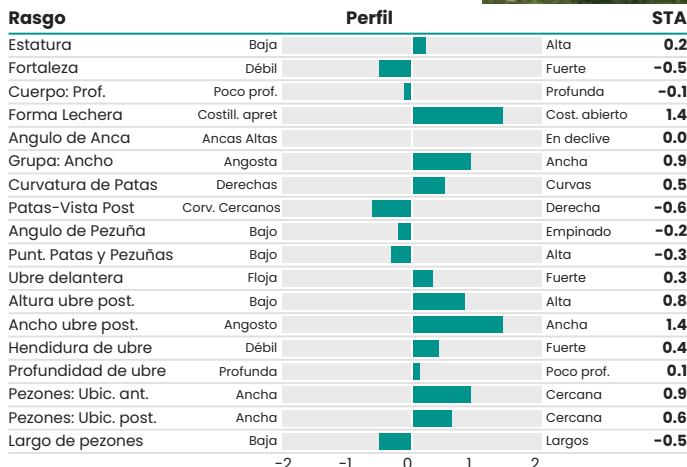 Rasgo Perfil STA
Estatura Baja Alta 0.2
Fortaleza Débil Fuerte -0.5
Cuerpo: Prof. Poco prof. Profunda -0.1
Forma Lechera Costill. apret Cost. abierto 1.4
Angulo de Anca Ancas Altas En declive 0.0
Grupa: Ancho Angosta Ancha 0.9
Curvatura de Patas Derechas Curvas 0.5
Patas-Vista Post Corv. Cercanos Derecha -0.6
Angulo de Pezuña Bajo Empinado -0.2
Punt. Patas y Pezuñas Bajo Alta -0.3
Ubre delantera Floja Fuerte 0.3
Altura ubre post. Bajo Alta 0.8
Ancho ubre post. Angosto Ancha 1.4
Hendidura de ubre Débil Fuerte 0.4
Profundidad de ubre Profunda Poco prof. 0.1
Pezones: Ubic. ant. Ancha Cercana 0.9
Pezones: Ubic. post. Ancha Cercana 0.6
Largo de pezones Baja Largos -0.5
-2 -1 0 1 2